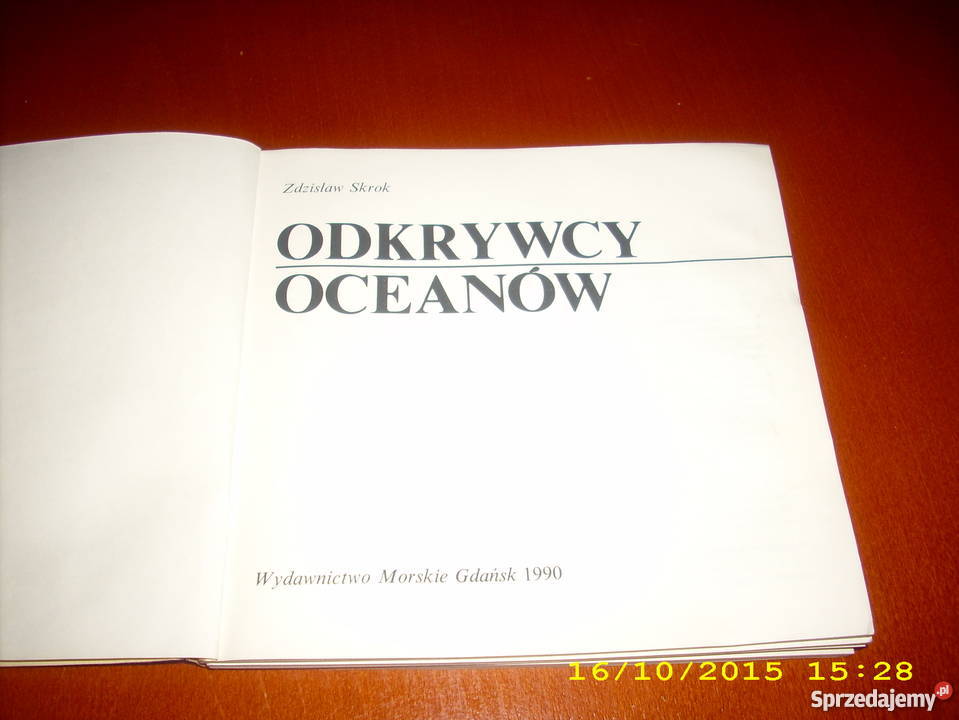 Zdzisław Skrok
ODKRYWCY
OCEANÓW
Wydawnictwo Morskie Gdańsk 1990
16/10/2015 15:28
Sprzedajemy.pl